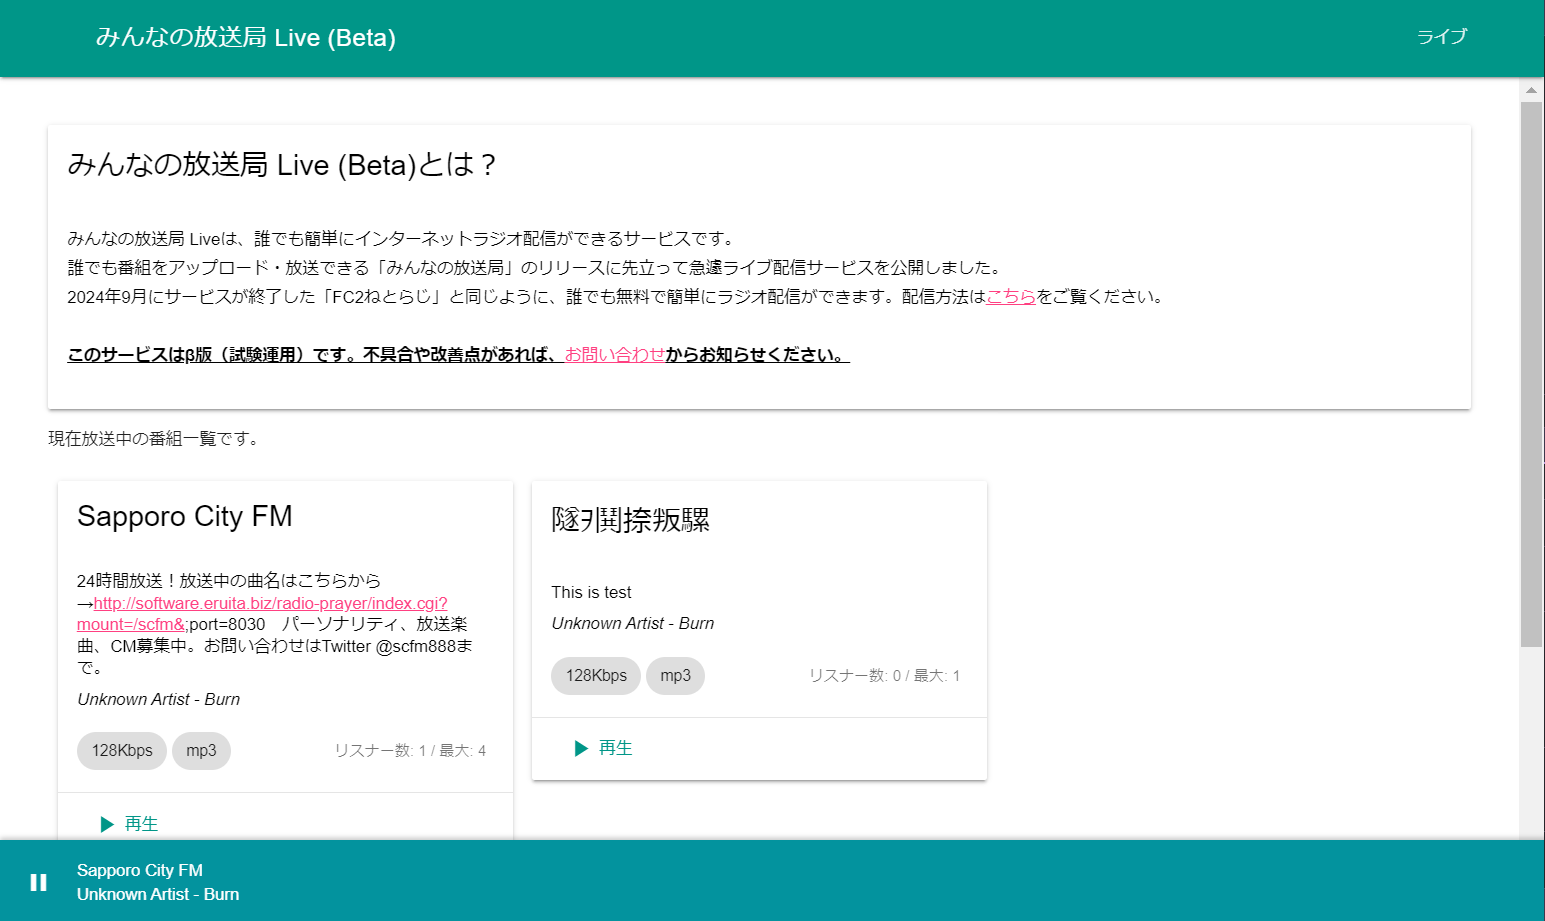 みんなの放送局 Live (Beta)
ライブ
みんなの放送局 Live (Beta)とは？
みんなの放送局 Liveは、誰でも簡単にインターネットラジオ配信ができるサービスです。
誰でも番組をアップロード・放送できる「みんなの放送局」のリリースに先立って急遽ライブ配信サービスを公開しました。
2024年9月にサービスが終了した「FC2ねとらじ」と同じように、誰でも無料で簡単にラジオ配信ができます。配信方法はこちらをご覧ください。
このサービスはβ版（試験運用）です。不具合や改善点があれば、お問い合わせからお知らせください。
現在放送中の番組一覧です。
Sapporo City FM
24時間放送！放送中の曲名はこちらから
→http://software.eruita.biz/radio-prayer/index.cgi?
mount=/scfm&;port=8030　パーソナリティ、放送楽
曲、CM募集中。お問い合わせはTwitter @scfm888ま
で。
Unknown Artist - Burn
128Kbps mp3 リスナー数: 1 / 最大: 4
再生
隧ｦ鬨捺叛騾
This is test
Unknown Artist - Burn
128Kbps mp3 リスナー数: 0 / 最大: 1
再生
Sapporo City FM
Unknown Artist - Burn